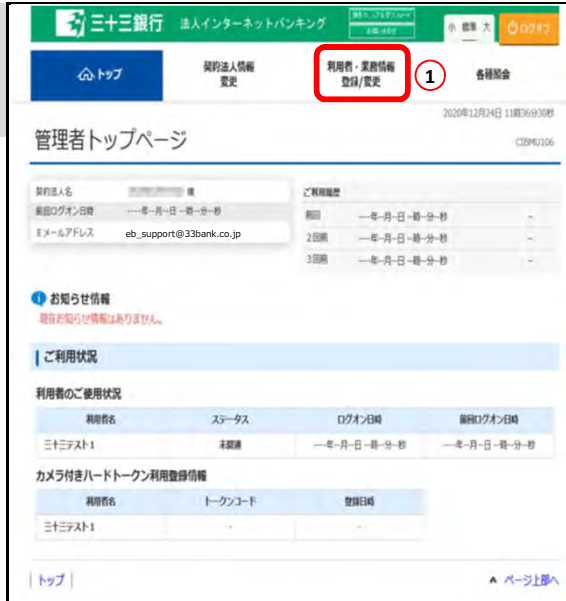 三十三銀行 法人インターネットバンキング
小 標準 大
ログオフ
トップ
契約法人情報
変更
利用者・業務情報
登録/変更
1
各種照会
2020年12月24日 11時36分30秒
管理者トップページ
CIBMU106
契約法人名 様
前回ログオン日時 ----年--月--日 --時--分--秒
Eメールアドレス eb_support@33bank.co.jp
ご利用履歴
前回 ----年--月--日 --時--分--秒 -
2回前 ----年--月--日 --時--分--秒 -
3回前 ----年--月--日 --時--分--秒 -
お知らせ情報
現在お知らせ情報はありません。
ご利用状況
利用者のご使用状況
利用者名 ステータス ログオン日時 前回ログオン日時
三十三テスト1 未開通 ----年--月--日 --時--分--秒 ----年--月--日 --時--分--秒
カメラ付きハードトークン利用登録情報
利用者名 トークンコード 登録日時
三十三テスト1 - -
トップ
ページ上部へ